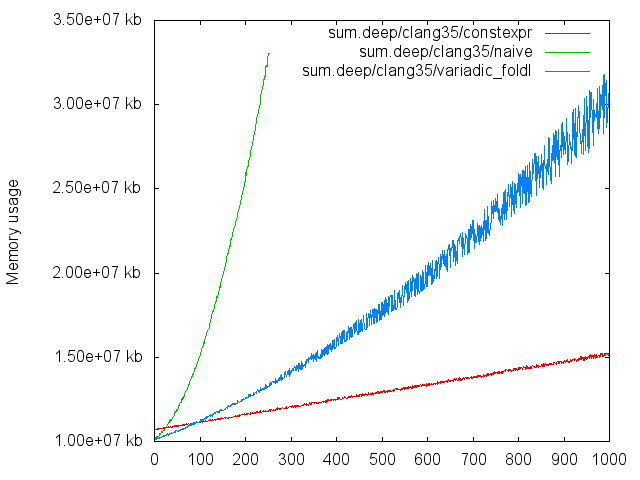 3.50e+07 kb
sum.deep/clang35/constexpr
sum.deep/clang35/naive
sum.deep/clang35/variadic_foldl
3.00e+07 kb
2.50e+07 kb
Memory usage
2.00e+07 kb
1.50e+07 kb
1.00e+07 kb
0 100 200 300 400 500 600 700 800 900 1000